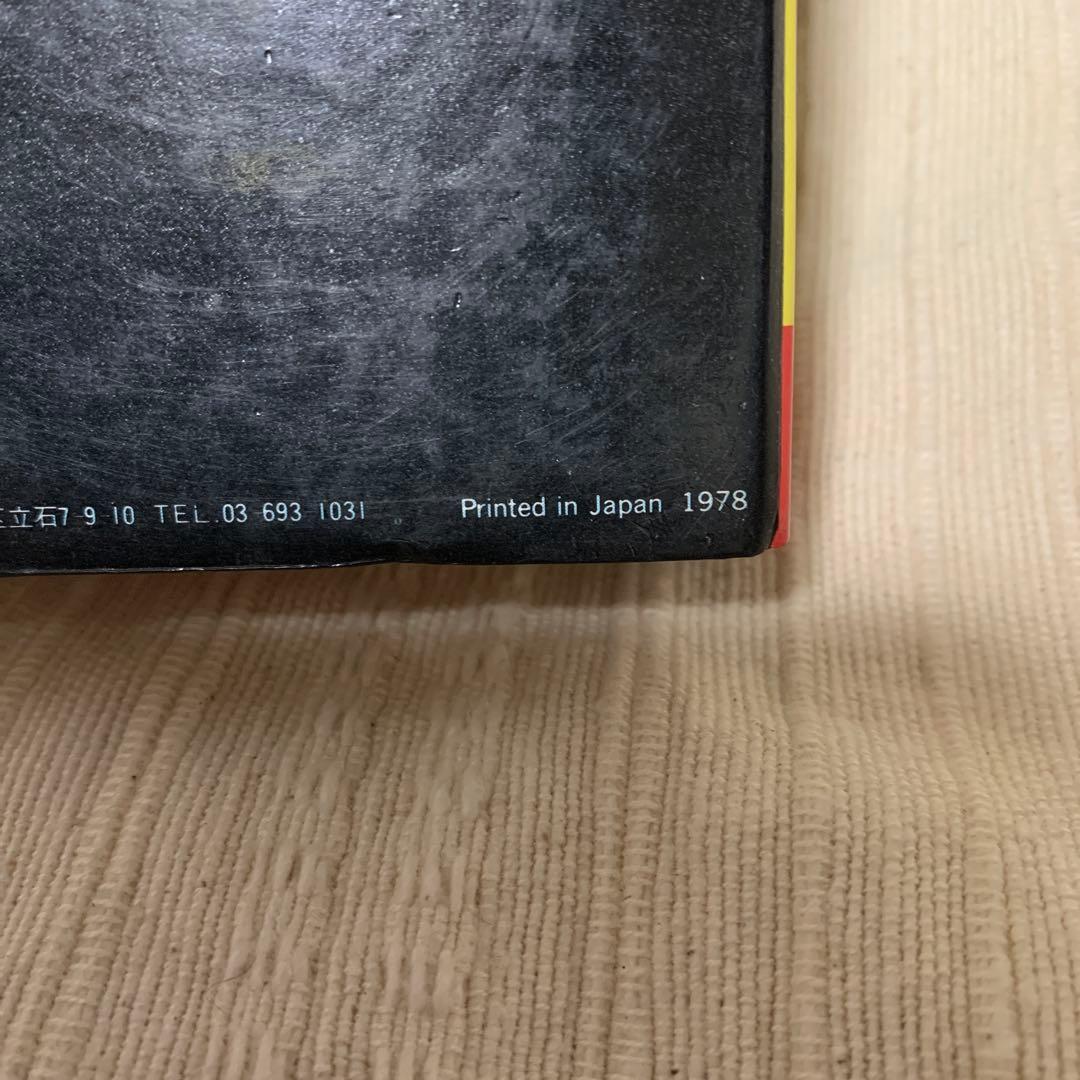 立石7-9-10 TEL.03 693 1031 Printed in Japan 1978